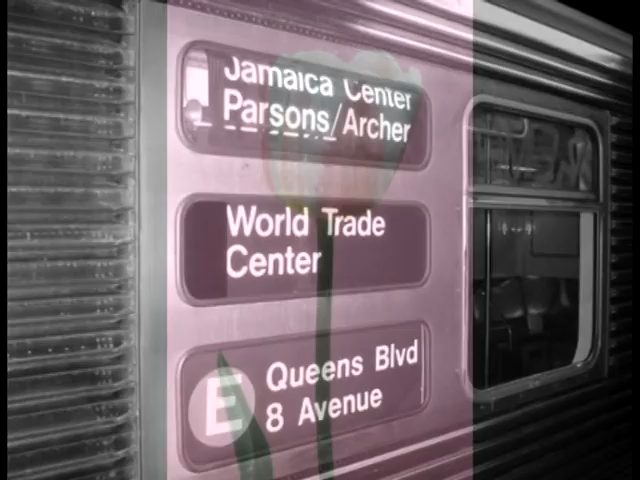 Jamaica Center
Parsons/Archer
World Trade
Center
E Queens Blvd
8 Avenue